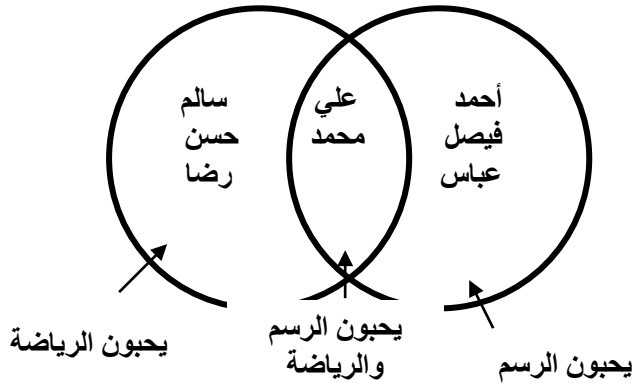 أحمد
فيصل
عباس
علي
محمد
سالم
حسن
رضا
يحبون الرسم
يحبون الرسم
والرياضة
يحبون الرياضة